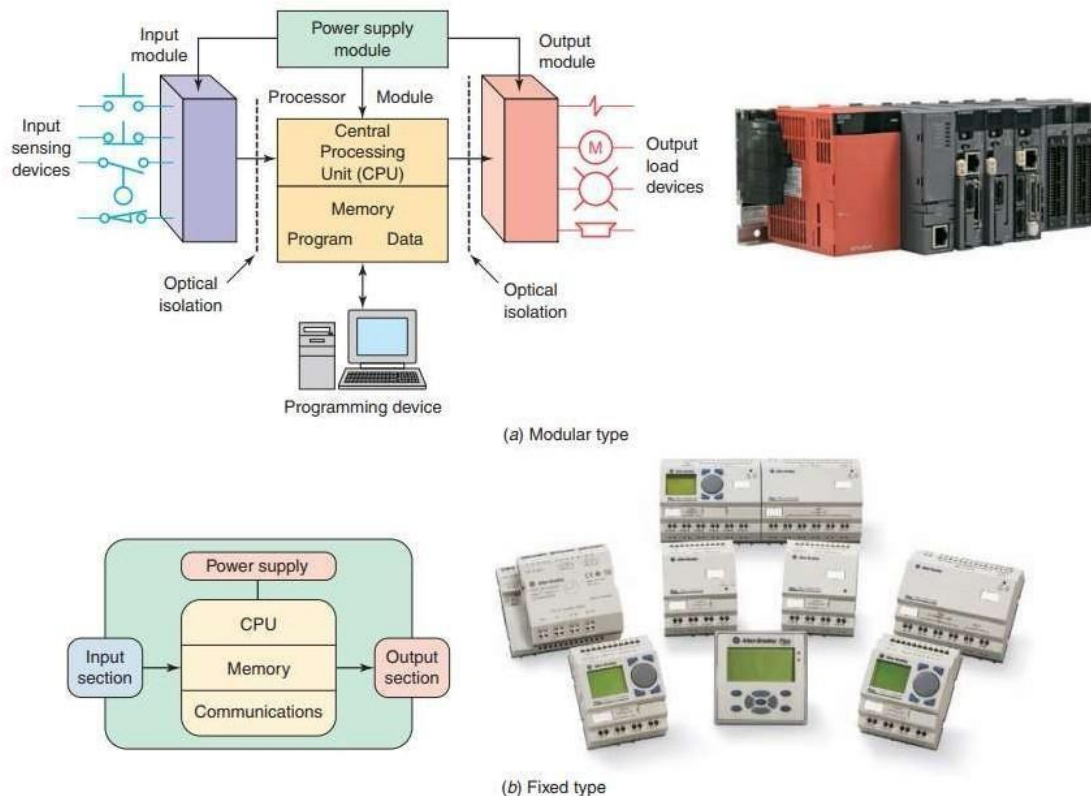 Input
module
Power supply
module
Output
module
Processor Module
Input
sensing
devices
Central
Processing
Unit (CPU)
M
Output
load
devices
Memory
Program Data
Optical
isolation
Optical
isolation
Programming device
(a) Modular type
Power supply
CPU
Input
section
Memory
Output
section
Communications
Allen-Bradley
(b) Fixed type